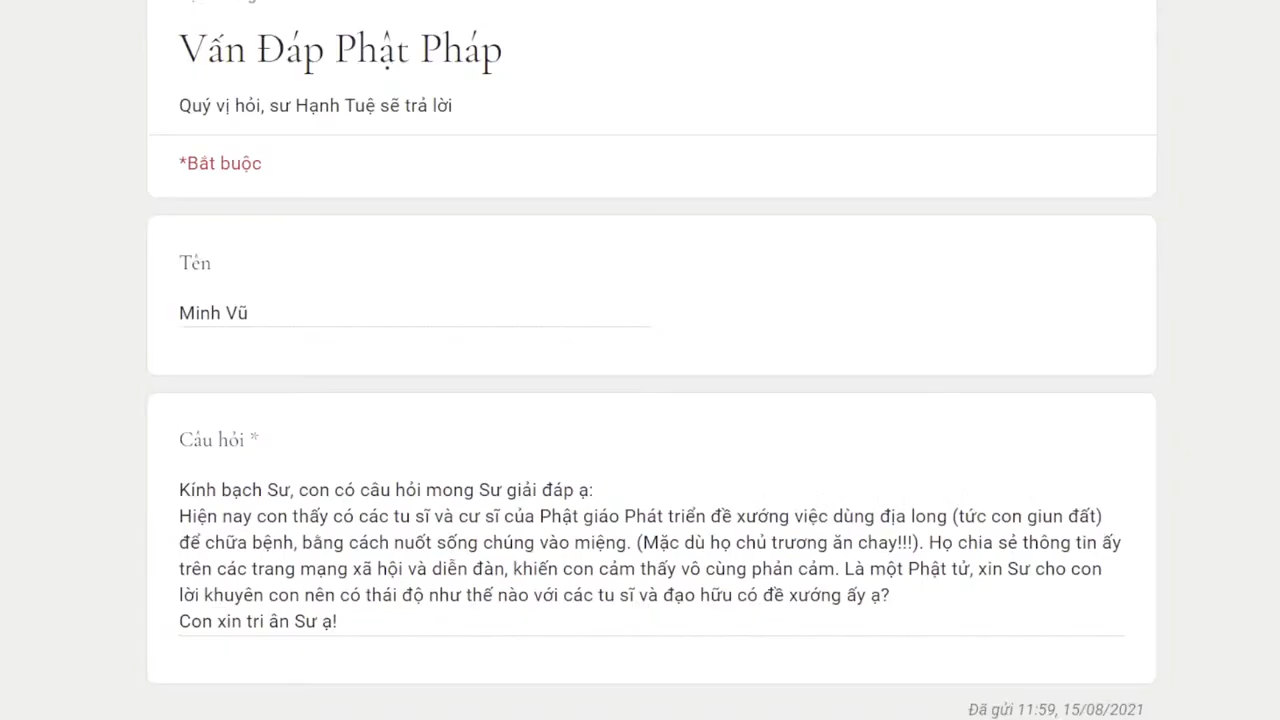 Vấn Đáp Phật Pháp
Quý vị hỏi, sư Hạnh Tuệ sẽ trả lời
*Bắt buộc
Tên
Minh Vũ
Câu hỏi *
Kính bạch Sư, con có câu hỏi mong Sư giải đáp ạ:
Hiện nay con thấy có các tu sĩ và cư sĩ của Phật giáo Phát triển đề xướng việc dùng địa long (tức con giun đất)
để chữa bệnh, bằng cách nuốt sống chúng vào miệng. (Mặc dù họ chủ trương ăn chay!!!). Họ chia sẻ thông tin ấy
trên các trang mạng xã hội và diễn đàn, khiến con cảm thấy vô cùng phản cảm. Là một Phật tử, xin Sư cho con
lời khuyên con nên có thái độ như thế nào với các tu sĩ và đạo hữu có đề xướng ấy ạ?
Con xin tri ân Sư ạ!
Đã gửi 11:59, 15/08/2021